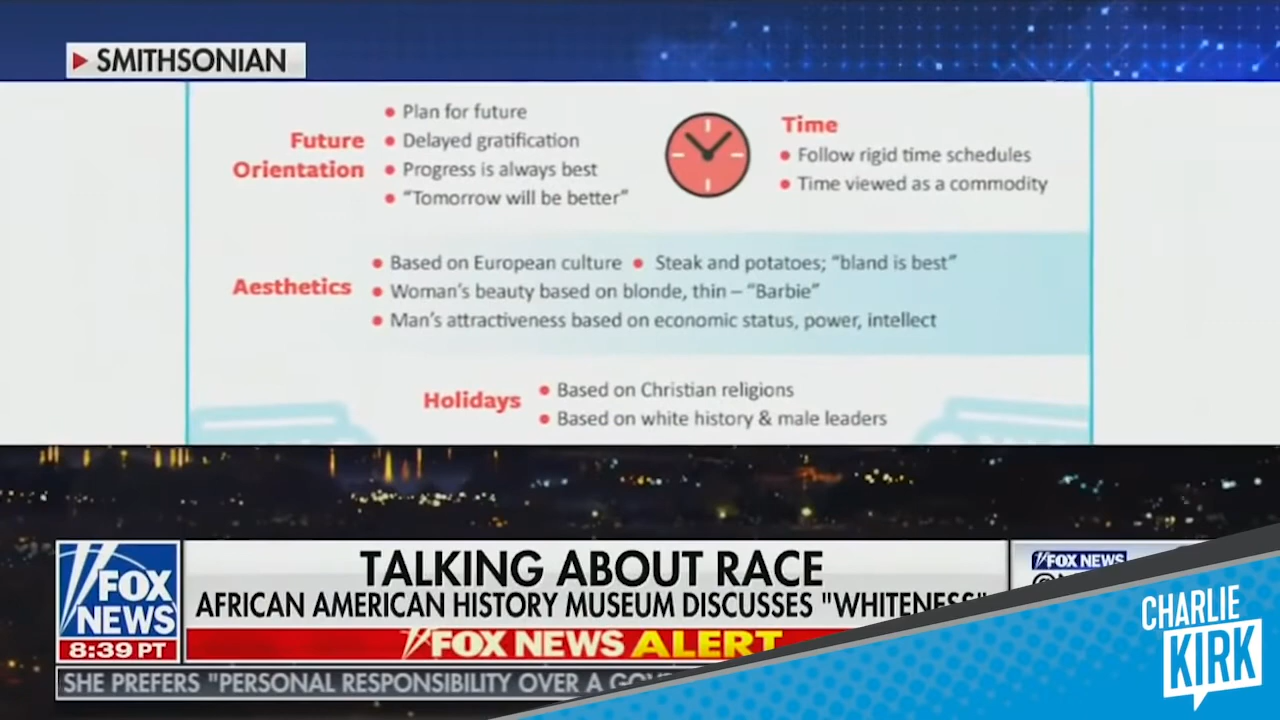 SMITHSONIAN
Future
Orientation
• Plan for future
• Delayed gratification
• Progress is always best
• “Tomorrow will be better”
Time
• Follow rigid time schedules
• Time viewed as a commodity
Aesthetics
• Based on European culture • Steak and potatoes; “bland is best”
• Woman’s beauty based on blonde, thin – “Barbie”
• Man’s attractiveness based on economic status, power, intellect
Holidays
• Based on Christian religions
• Based on white history & male leaders
FOX
NEWS
8:39 PT
TALKING ABOUT RACE
AFRICAN AMERICAN HISTORY MUSEUM DISCUSSES "WHITENESS"
FOX NEWS ALERT
FOX NEWS
SHE PREFERS "PERSONAL RESPONSIBILITY OVER A
CHARLIE
KIRK